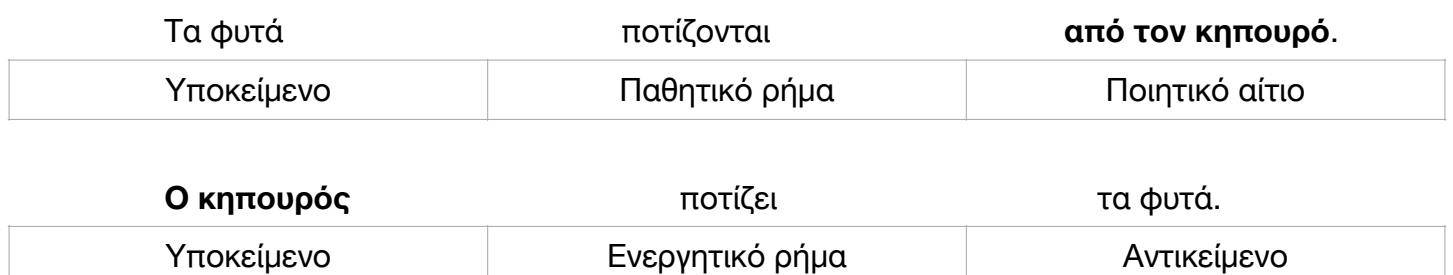 Τα φυτά ποτίζονται από τον κηπουρό.
Υποκείμενο Παθητικό ρήμα Ποιητικό αίτιο
Ο κηπουρός ποτίζει τα φυτά.
Υποκείμενο Ενεργητικό ρήμα Αντικείμενο